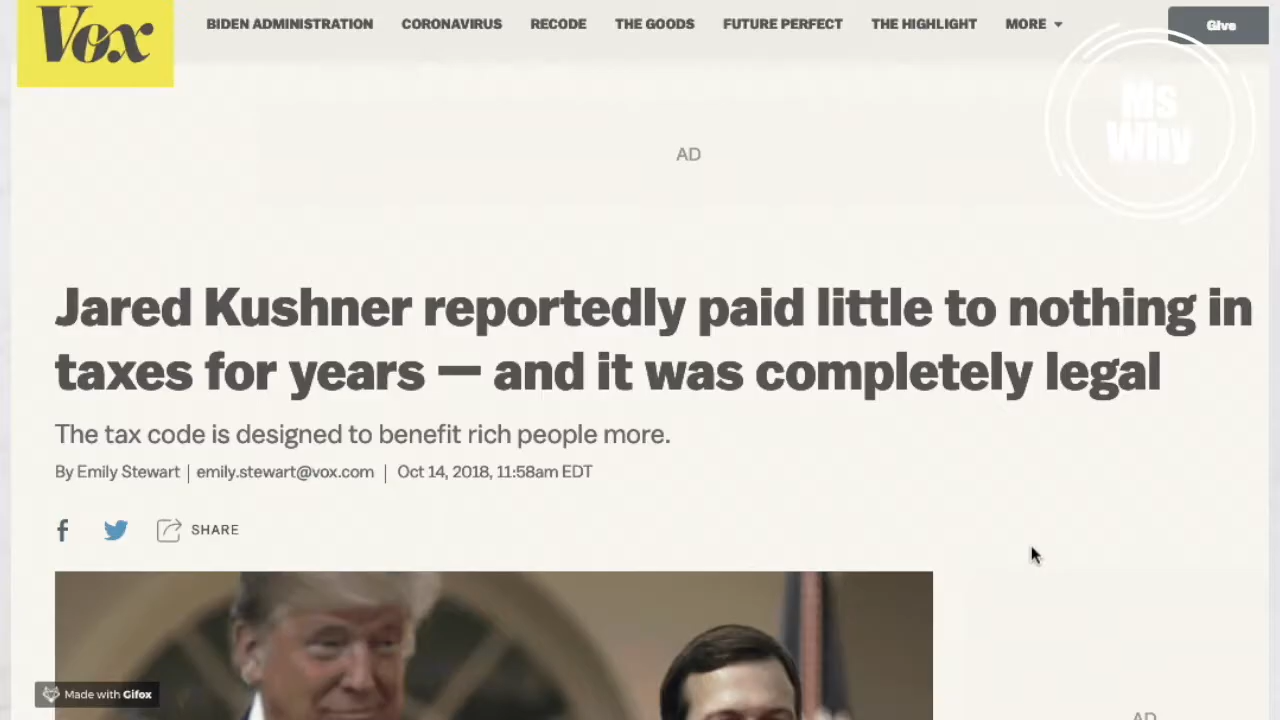 Vox
BIDEN ADMINISTRATION CORONAVIRUS RECODE THE GOODS FUTURE PERFECT THE HIGHLIGHT MORE Give
Ms
Why
AD
Jared Kushner reportedly paid little to nothing in
taxes for years — and it was completely legal
The tax code is designed to benefit rich people more.
By Emily Stewart | emily.stewart@vox.com | Oct 14, 2018, 11:58am EDT
f SHARE
Made with Gifox
AD